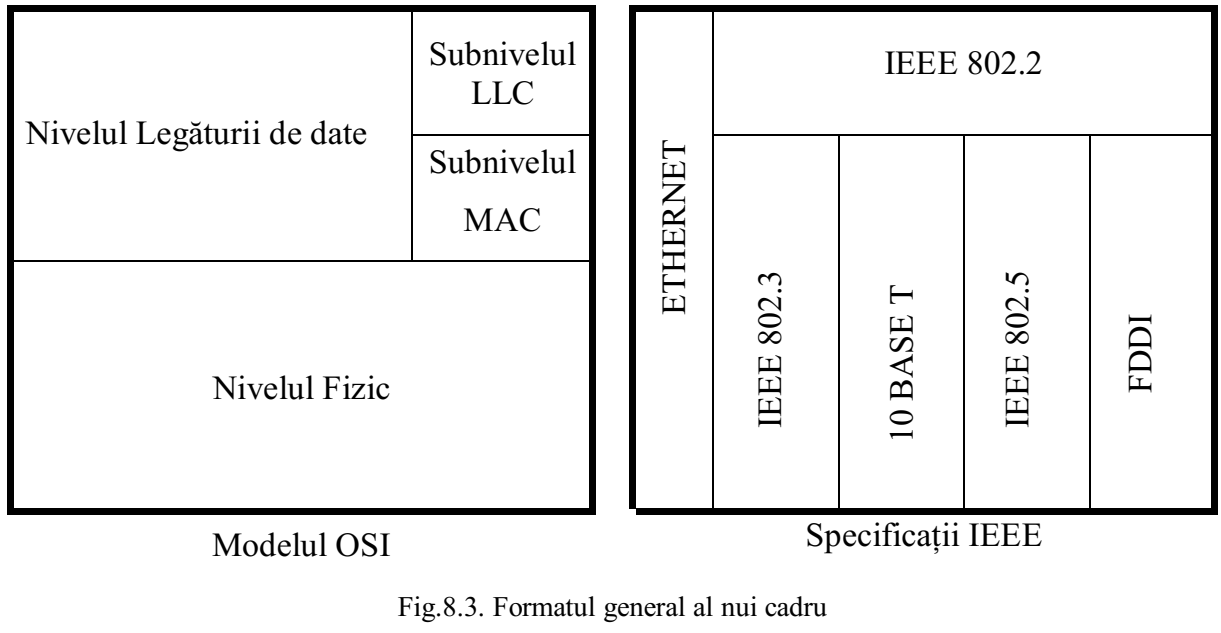 Nivelul Legăturii de date
Subnivelul
LLC
Subnivelul
MAC
Nivelul Fizic
Modelul OSI
ETHERNET
IEEE 802.2
IEEE 802.3
10 BASE T
IEEE 802.5
FDDI
Specificații IEEE
Fig.8.3. Formatul general al nui cadru